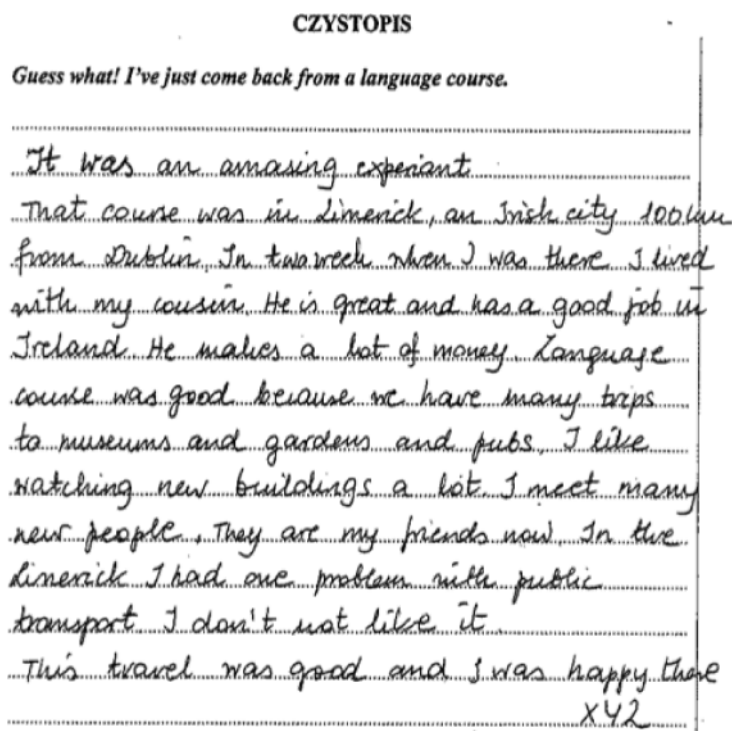 CZYSTOPIS
Guess what! I've just come back from a language course.
It was an amasing experiant
That course was in Limerick, an Irish city 100km
from Dublin. In two week when I was there I lived
with my cousin. He is great and has a good job in
Ireland. He makes a lot of money. Language
course was good because we have many trips
to museums and gardens and pubs. I like
watching new buildings a lot. I meet many
new people. They are my friends now. In the
Limerick I had one problem with public
transport. I don't not like it.
This travel was good and I was happy there
XYZ